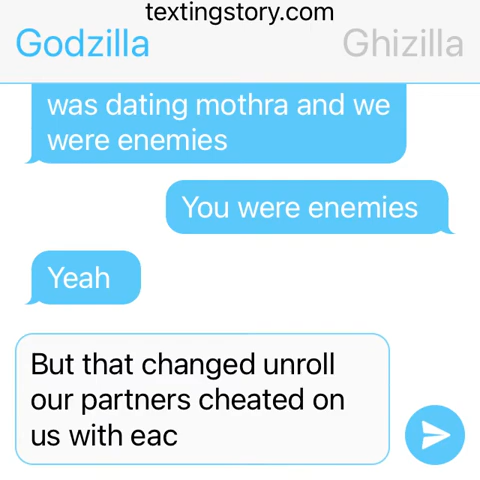 textingstory.com
Godzilla
Ghizilla
was dating mothra and we
were enemies
You were enemies
Yeah
But that changed unroll
our partners cheated on
us with eac